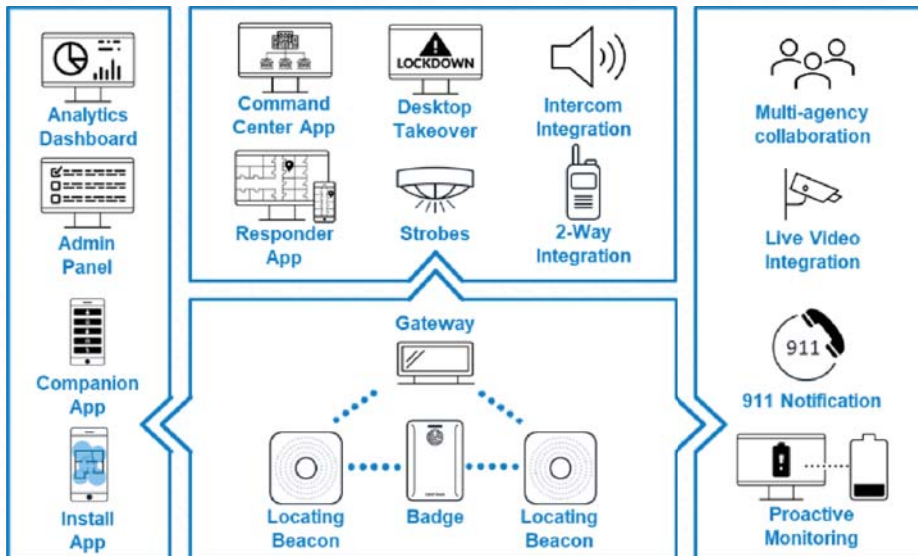 Analytics
Dashboard
Admin
Panel
Companion
App
Install
App
Command
Center App
LOCKDOWN
Desktop
Takeover
Intercom
Integration
Responder
App
Strobes
2-Way
Integration
Gateway
Locating
Beacon
Badge
Locating
Beacon
Multi-agency
collaboration
Live Video
Integration
911
911 Notification
Proactive
Monitoring